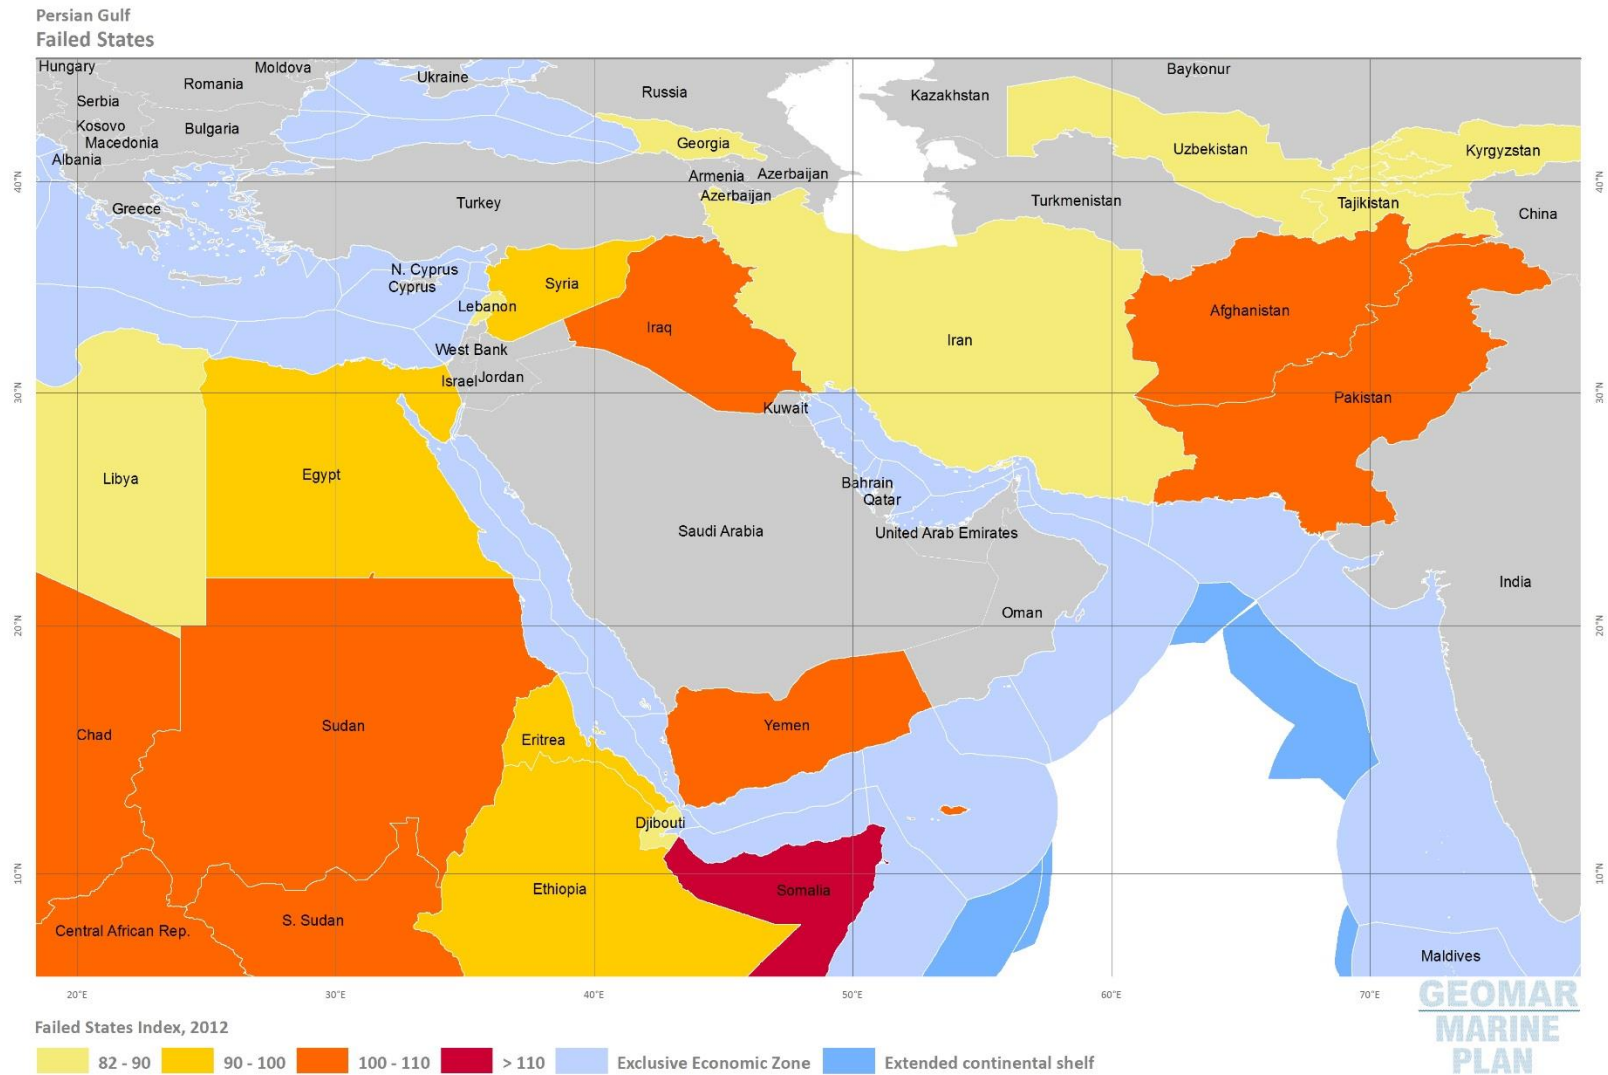 Persian Gulf
Failed States
Hungary
Moldova
Romania
Ukraine
Russia
Baykonur
Serbia
Kazakhstan
Kosovo
Bulgaria
Macedonia
Georgia
Uzbekistan
Kyrgyzstan
Albania
40°N
Armenia
Azerbaijan
40°N
Azerbaijan
Greece
Turkey
Turkmenistan
Tajikistan
China
N. Cyprus
Cyprus
Syria
Lebanon
Iraq
Afghanistan
Iran
West Bank
Israel
Jordan
30°N
Kuwait
Pakistan
30°N
Libya
Egypt
Bahrain
Qatar
Saudi Arabia
United Arab Emirates
India
Oman
20°N
20°N
Chad
Sudan
Eritrea
Yemen
Djibouti
10°N
Ethiopia
Somalia
10°N
S. Sudan
Central African Rep.
Maldives
20°E
30°E
40°E
50°E
60°E
70°E
GEOMAR
MARINE
PLAN
Failed States Index, 2012
82 - 90
90 - 100
100 - 110
> 110
Exclusive Economic Zone
Extended continental shelf